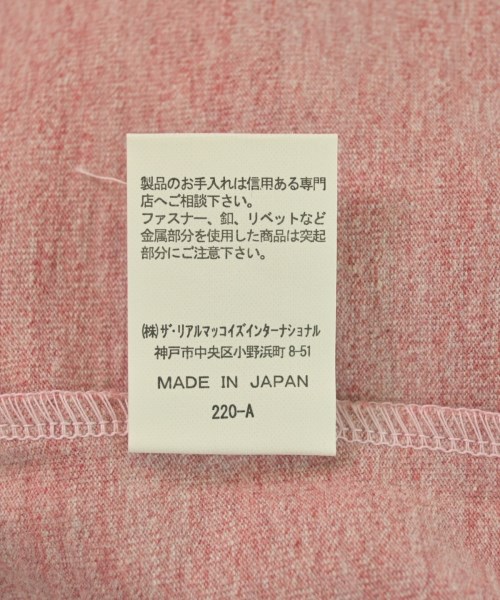 製品のお手入れは信用ある専門
店へご相談下さい。
ファスナー、釦、リベットなど
金属部分を使用した商品は突起
部分にご注意下さい。
㈱ザ・リアルマッコイズインターナショナル
神戸市中央区小野浜町 8-51
MADE IN JAPAN
220-A